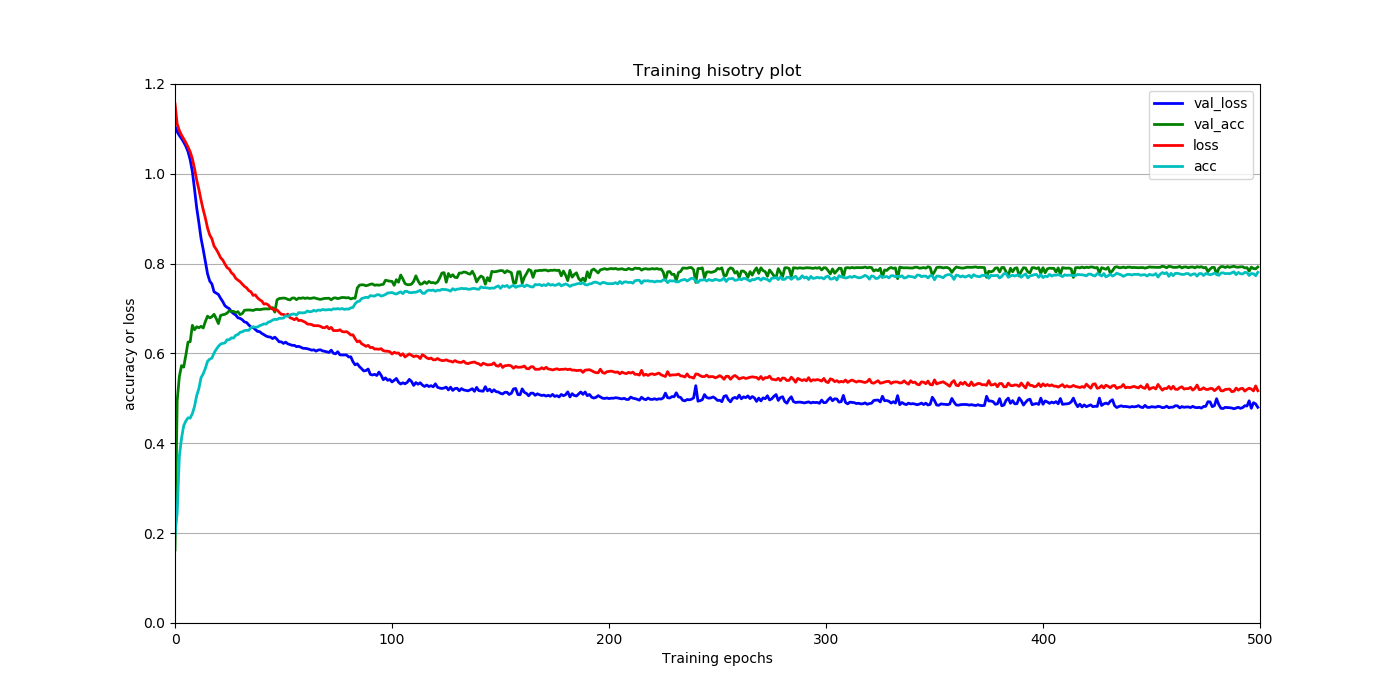 Training hisotry plot
1.2
1.0
0.8
0.6
0.4
0.2
0.0
accuracy or loss
val_loss
val_acc
loss
acc
0 100 200 300 400 500
Training epochs